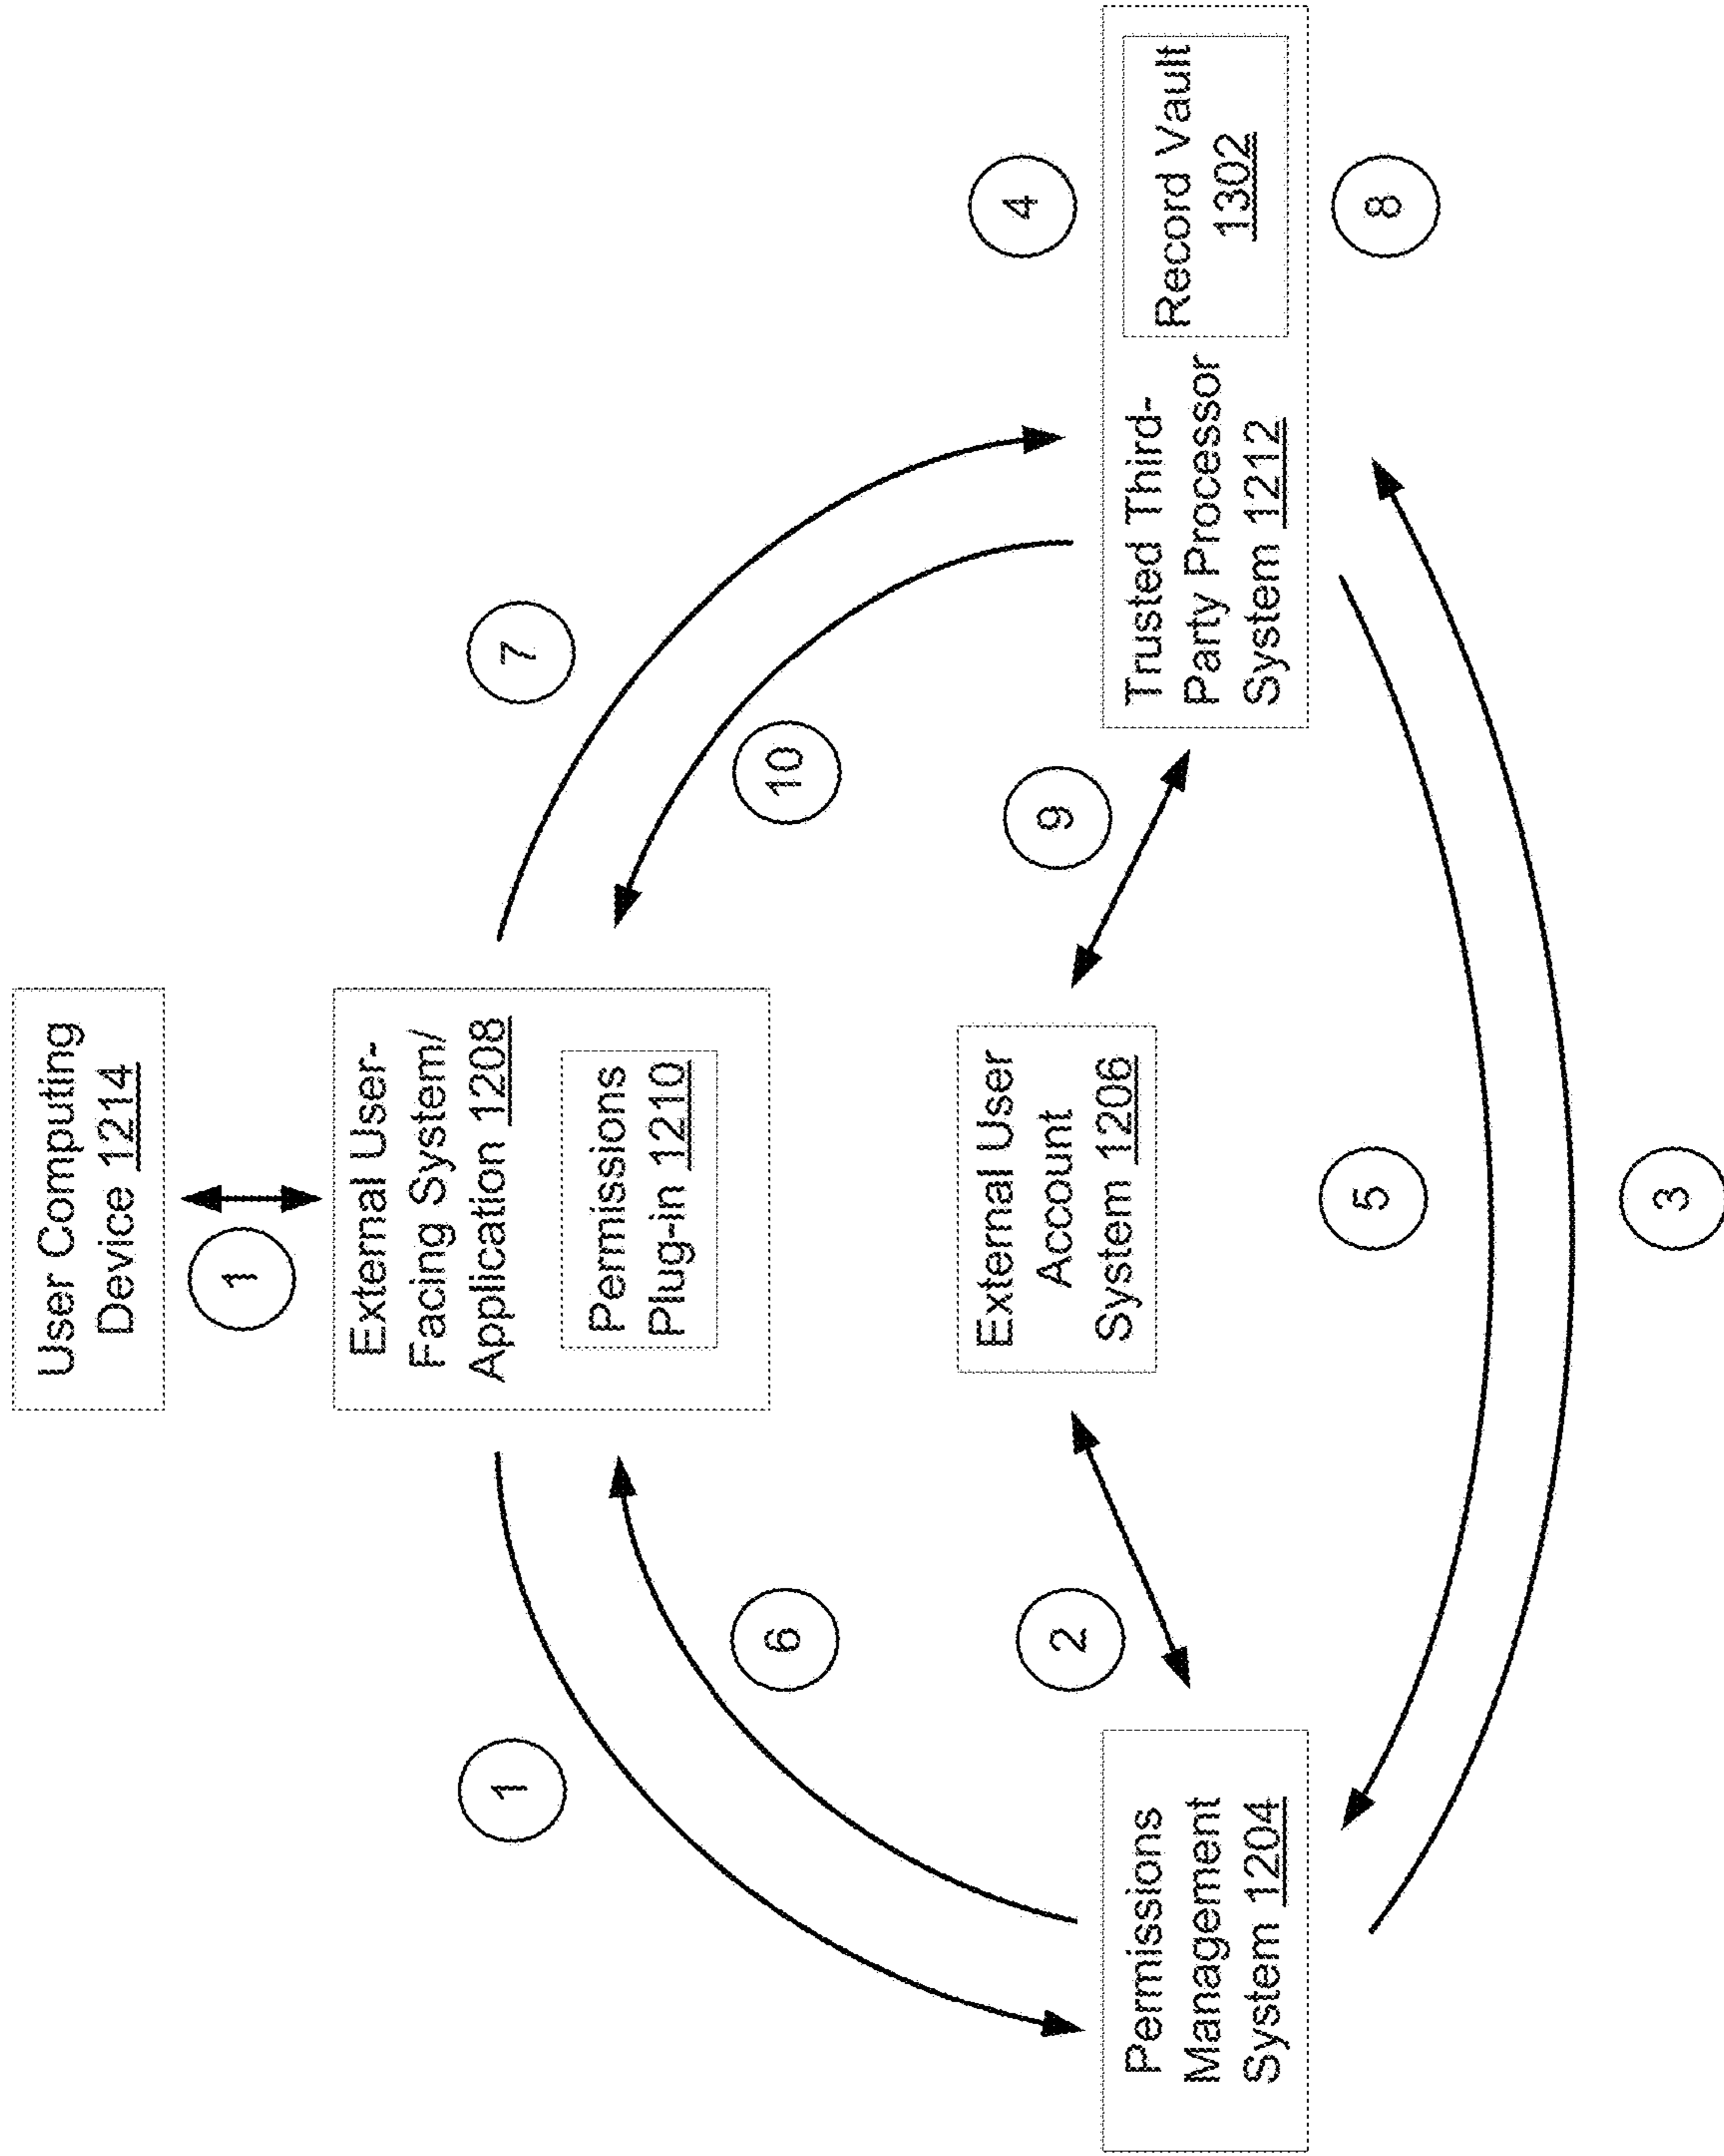 User Computing
Device 1214
1
External User-
Facing System/
Application 1208
Permissions
Plug-in 1210
1
7
6
10
2
9
External User
Account
System 1206
4
Permissions
Management
System 1204
Trusted Third-
Party Processor
System 1212
Record Vault
1302
5
8
3